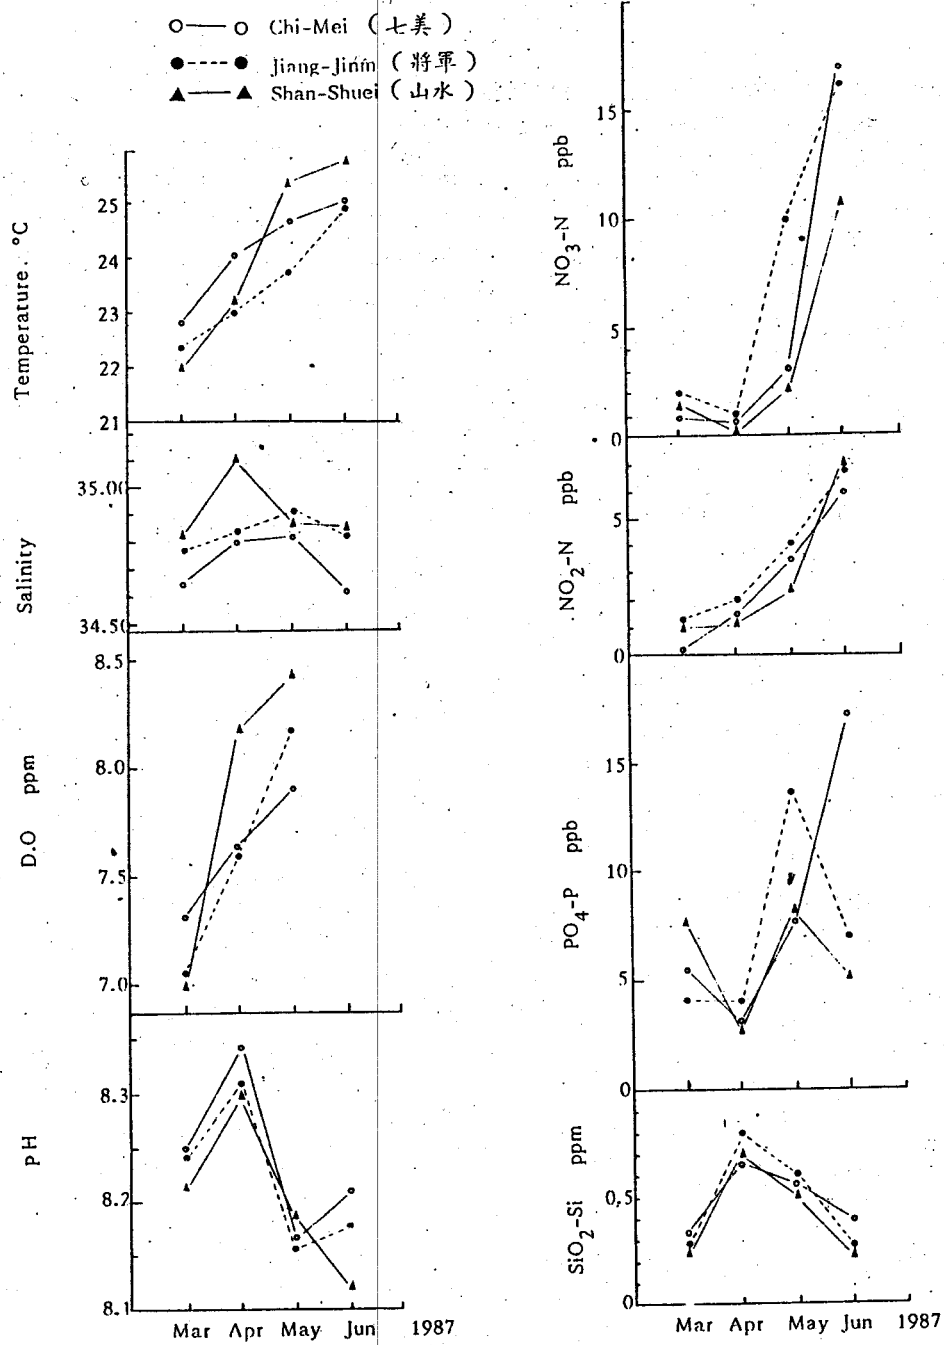 Chi-Mei (七美)
Jiang-Jinm (將軍)
Shan-Shuei (山水)
Temperature. °C
25
24
23
22
21
Salinity
35.00
34.50
D.O ppm
8.5
8.0
7.5
7.0
pH
8.3
8.2
8.1
Mar Apr May Jun 1987
NO3-N ppb
15
10
5
0
NO2-N ppb
5
0
PO4-P ppb
15
10
5
0
SiO2-Si ppm
0.5
0
Mar Apr May Jun 1987